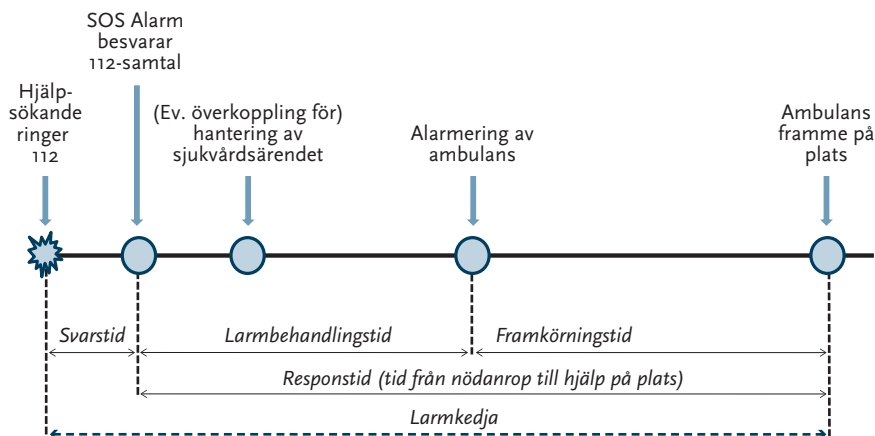 SOS Alarm
besvarar
112-samtal
Hjälp-
sökande
ringer
112
(Ev. överkoppling för)
hantering av
sjukvårdsärendet
Alarmering av
ambulans
Ambulans
framme på
plats
Svarstid
Larmbehandlingstid
Framkörningstid
Responstid (tid från nödanrop till hjälp på plats)
Larmkedja